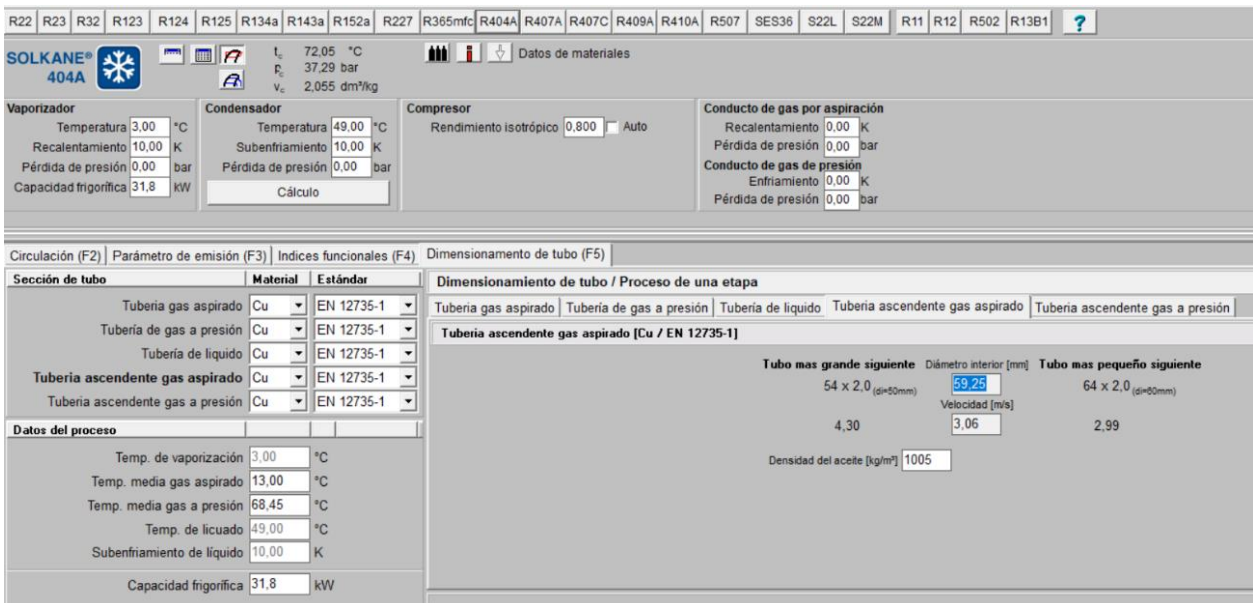 R22 R23 R32 R123 R124 R125 R134a R143a R152a R227 R365mfc R404A R407A R407C R409A R410A R507 SES36 S22L S22M R11 R12 R502 R13B1 ?
SOLKANE®
404A
tc 72,05 °C
pc 37,29 bar
vc 2,055 dm³/kg
Datos de materiales
Vaporizador
Temperatura 3,00 °C
Recalentamiento 10,00 K
Pérdida de presión 0,00 bar
Capacidad frigorífica 31,8 kW
Condensador
Temperatura 49,00 °C
Subenfriamiento 10,00 K
Pérdida de presión 0,00 bar
Cálculo
Compresor
Rendimiento isotrópico 0,800 Auto
Conducto de gas por aspiración
Recalentamiento 0,00 K
Pérdida de presión 0,00 bar
Conducto de gas de presión
Enfriamiento 0,00 K
Pérdida de presión 0,00 bar
Circulación (F2) Parámetro de emisión (F3) Indices funcionales (F4) Dimensionamento de tubo (F5)
Sección de tubo Material Estándar
Tuberia gas aspirado Cu EN 12735-1
Tubería de gas a presión Cu EN 12735-1
Tubería de liquido Cu EN 12735-1
Tuberia ascendente gas aspirado Cu EN 12735-1
Tuberia ascendente gas a presión Cu EN 12735-1
Datos del proceso
Temp. de vaporización 3,00 °C
Temp. media gas aspirado 13,00 °C
Temp. media gas a presión 68,45 °C
Temp. de licuado 49,00 °C
Subenfriamiento de líquido 10,00 K
Capacidad frigorífica 31,8 kW
Dimensionamiento de tubo / Proceso de una etapa
Tuberia gas aspirado Tubería de gas a presión Tubería de liquido Tuberia ascendente gas aspirado Tuberia ascendente gas a presión
Tuberia ascendente gas aspirado [Cu / EN 12735-1]
Tubo mas grande siguiente Diámetro interior [mm] Tubo mas pequeño siguiente
54 x 2,0 (di=50mm) 59,25 64 x 2,0 (di=60mm)
Velocidad [m/s]
4,30 3,06 2,99
Densidad del aceite [kg/m³] 1005